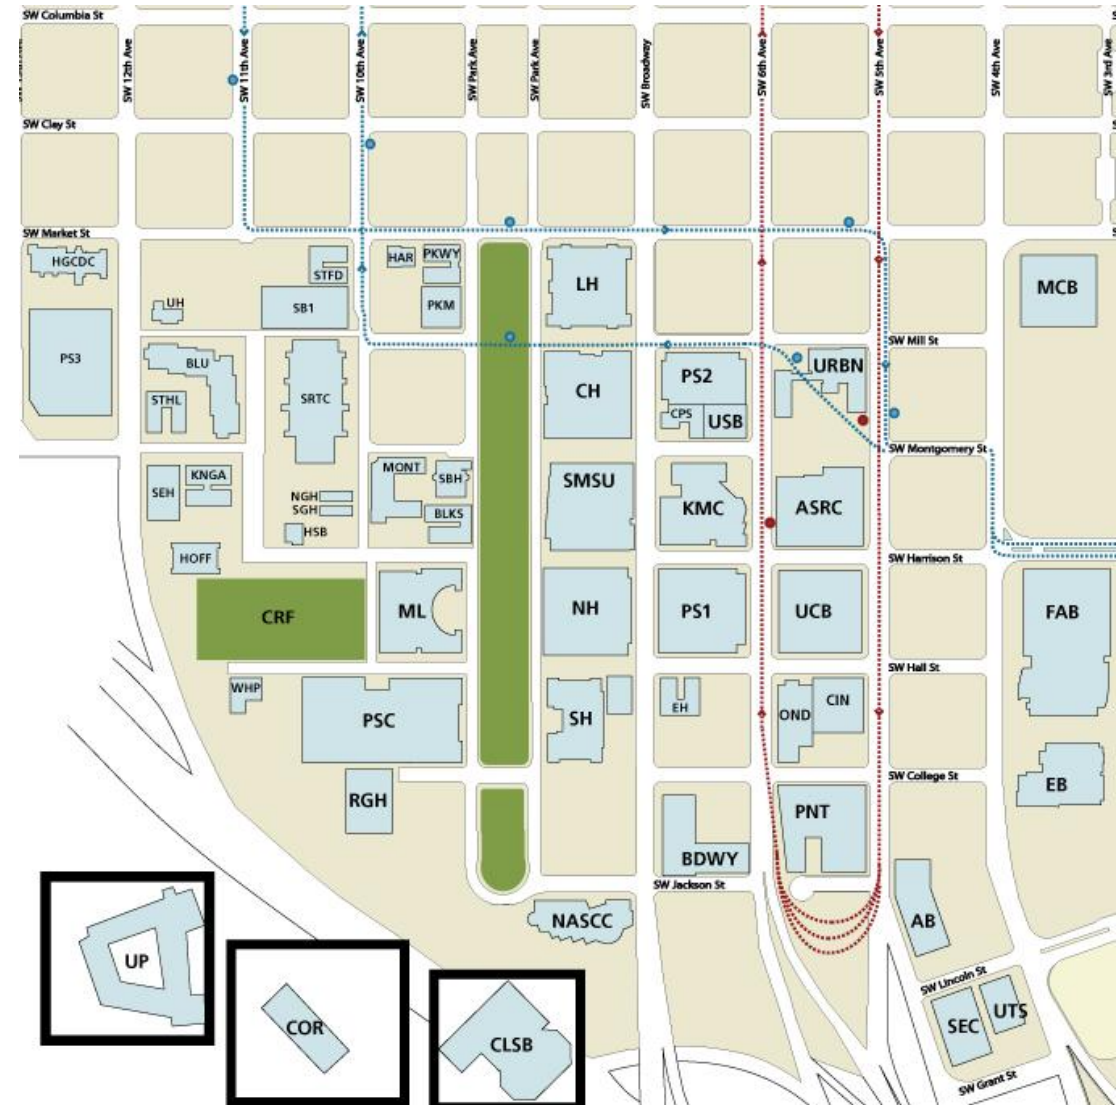 SW Columbia St
SW 12th Ave
SW 11th Ave
SW 10th Ave
SW Park Ave
SW Park Ave
SW Broadway
SW 6th Ave
SW 5th Ave
SW 4th Ave
SW 3rd Ave
SW Clay St
SW Market St
HGCDC
STFD
HAR
PKWY
LH
MCB
UH
SB1
PKM
SW Mill St
PS3
BLU
STHL
SRTC
CH
PS2
CPS
USB
URBN
SW Montgomery St
SEH
KNGA
NGH
SGH
HSB
MONT
SBH
BLKS
SMSU
KMC
ASRC
SW Harrison St
HOFF
CRF
ML
NH
PS1
UCB
FAB
SW Hall St
WHP
PSC
SH
EH
OND
CIN
SW College St
RGH
PNT
EB
BDWY
SW Jackson St
NASCC
AB
UP
COR
CLSB
SW Lincoln St
SEC
UTS
SW Grant St